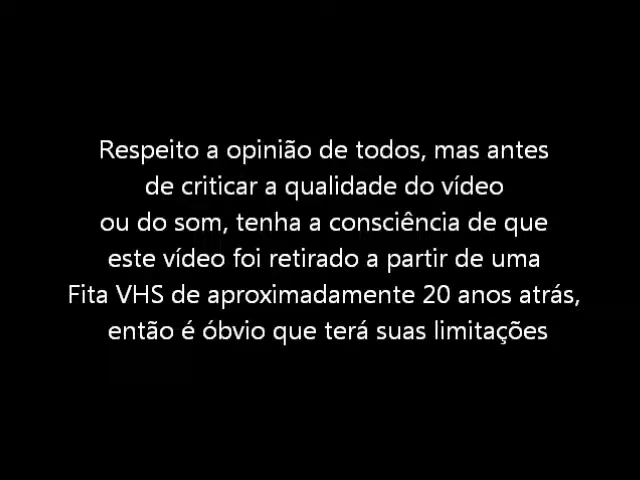 Respeito a opinião de todos, mas antes
de criticar a qualidade do vídeo
ou do som, tenha a consciência de que
este vídeo foi retirado a partir de uma
Fita VHS de aproximadamente 20 anos atrás,
então é óbvio que terá suas limitações